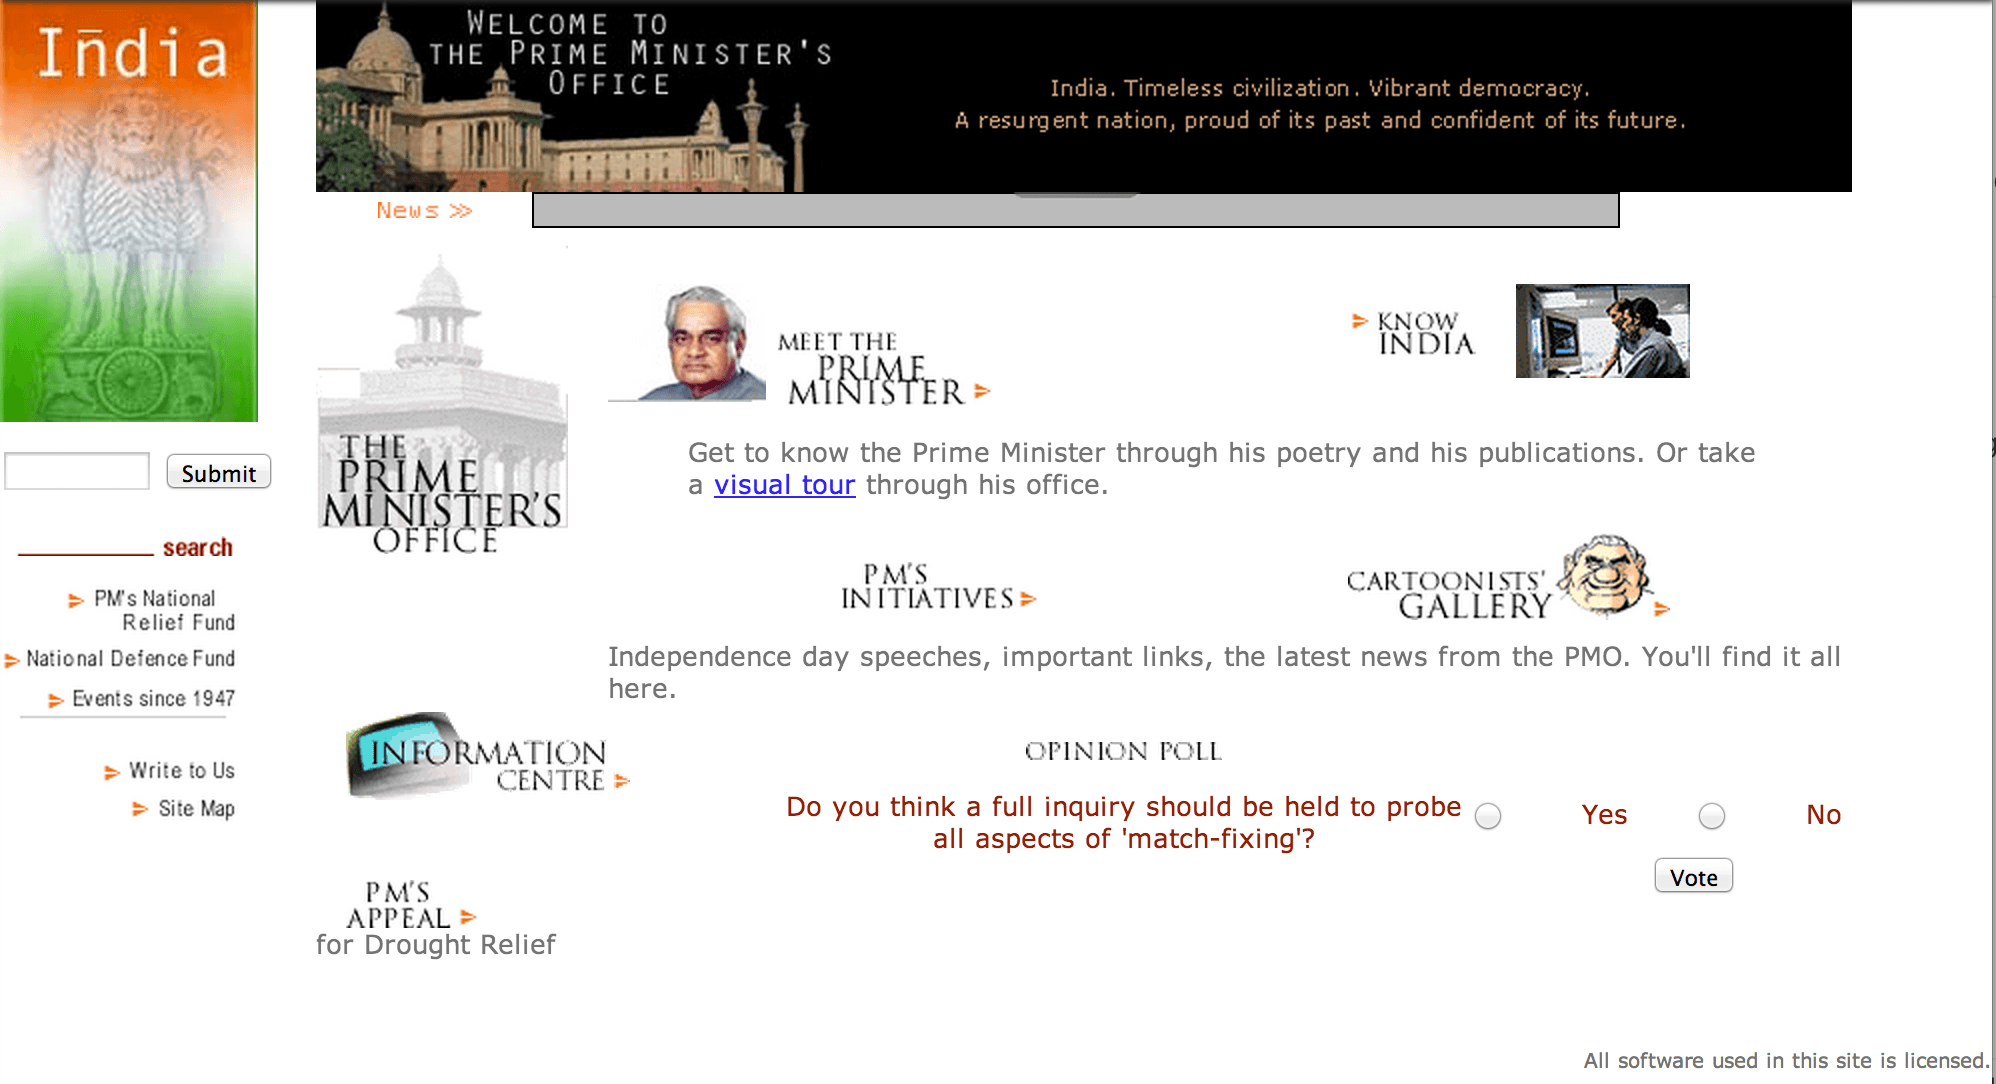 India
WELCOME TO
THE PRIME MINISTER'S
OFFICE
India. Timeless civilization. Vibrant democracy.
A resurgent nation, proud of its past and confident of its future.
News >>
MEET THE
PRIME
MINISTER
KNOW
INDIA
Get to know the Prime Minister through his poetry and his publications. Or take
a visual tour through his office.
THE
PRIME
MINISTER'S
OFFICE
Submit
search
PM's National
Relief Fund
National Defence Fund
Events since 1947
Write to Us
Site Map
PM'S
INITIATIVES
CARTOONISTS'
GALLERY
Independence day speeches, important links, the latest news from the PMO. You'll find it all
here.
INFORMATION
CENTRE
OPINION POLL
Do you think a full inquiry should be held to probe
all aspects of 'match-fixing'?
Yes
No
Vote
PM'S
APPEAL
for Drought Relief
All software used in this site is licensed.